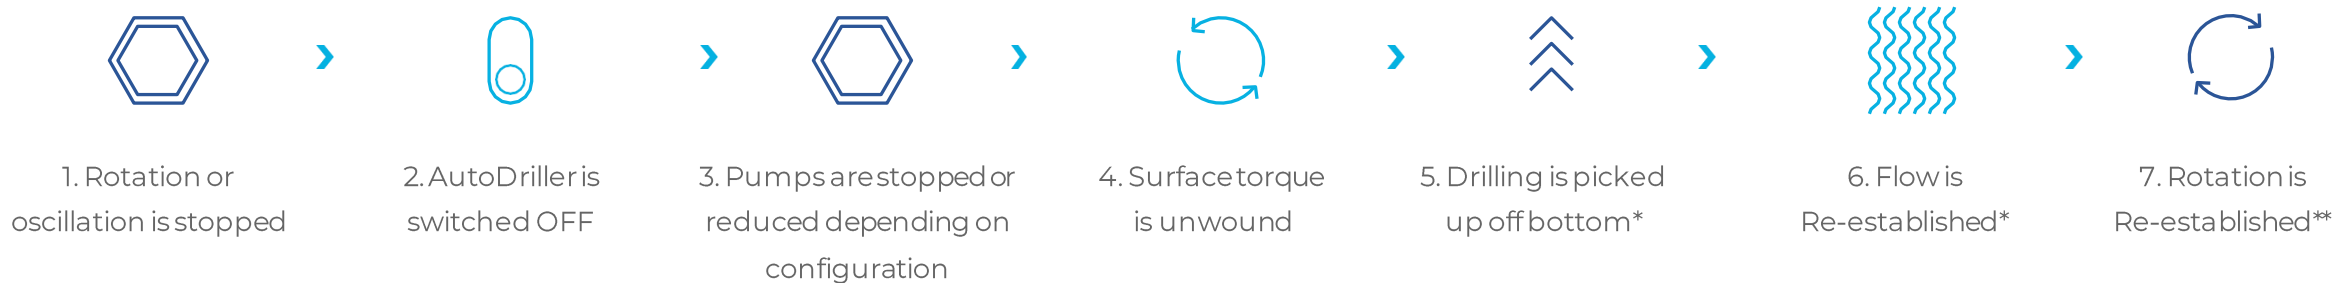 1. Rotation or
oscillation is stopped
2. AutoDriller is
switched OFF
3. Pumps are stopped or
reduced depending on
configuration
4. Surface torque
is unwound
5. Drilling is picked
up off bottom*
6. Flow is
Re-established*
7. Rotation is
Re-established**